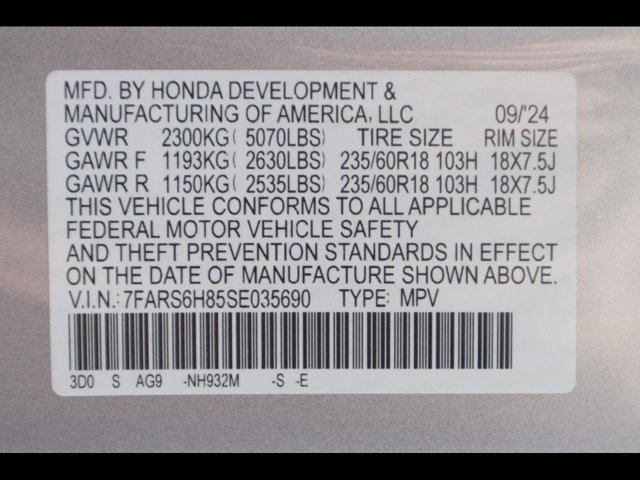 MFD. BY HONDA DEVELOPMENT &
MANUFACTURING OF AMERICA, LLC 09/'24
GVWR 2300KG( 5070LBS) TIRE SIZE RIM SIZE
GAWR F 1193KG( 2630LBS) 235/60R18 103H 18X7.5J
GAWR R 1150KG( 2535LBS) 235/60R18 103H 18X7.5J
THIS VEHICLE CONFORMS TO ALL APPLICABLE
FEDERAL MOTOR VEHICLE SAFETY
AND THEFT PREVENTION STANDARDS IN EFFECT
ON THE DATE OF MANUFACTURE SHOWN ABOVE.
V.I.N.: 7FARS6H85SE035690 TYPE: MPV
3D0 S AG9 -NH932M -S -E